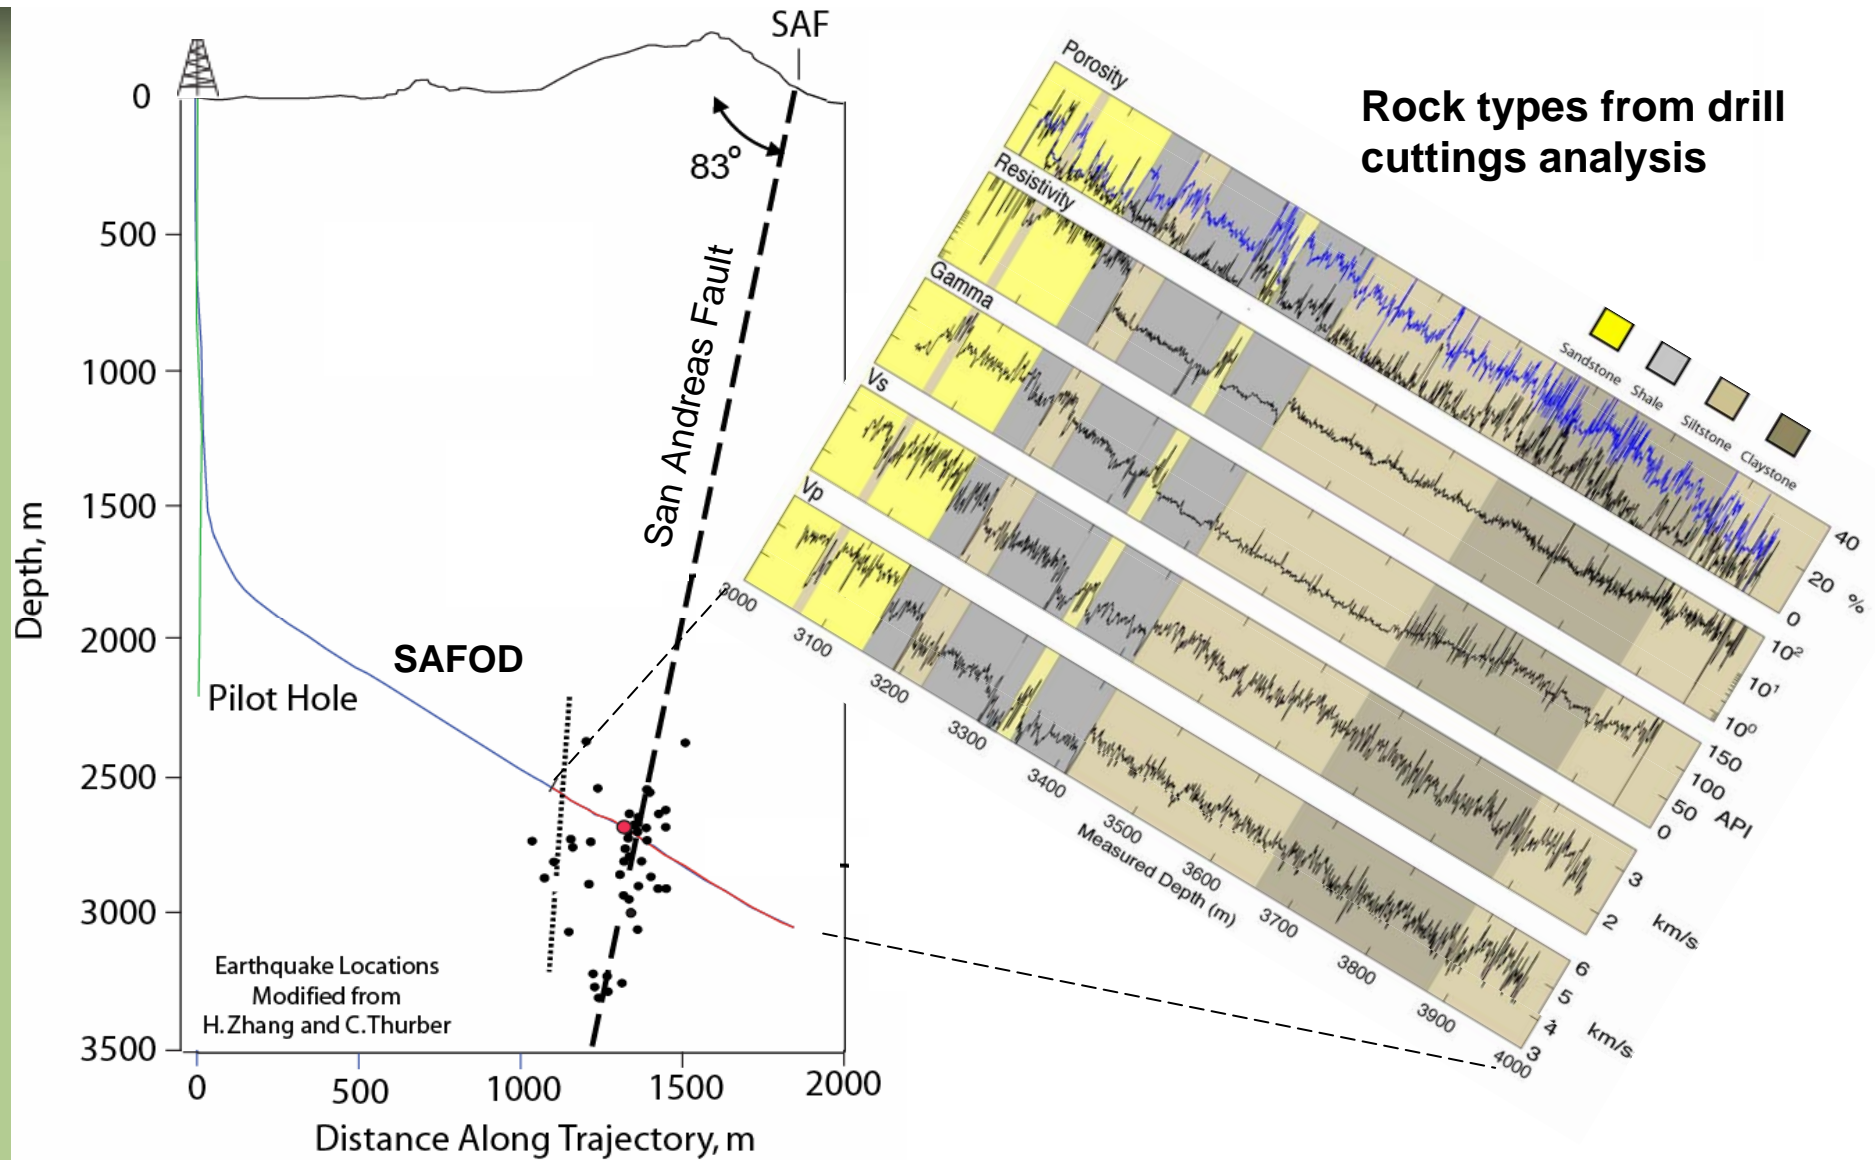 SAF
83°
San Andreas Fault
SAFOD
Pilot Hole
Earthquake Locations
Modified from
H. Zhang and C. Thurber
Depth, m
0
500
1000
1500
2000
2500
3000
3500
0
500
1000
1500
2000
Distance Along Trajectory, m
Rock types from drill
cuttings analysis
Porosity
Resistivity
Gamma
Vs
Vp
Sandstone
Shale
Siltstone
Claystone
40
20
0
%
10²
10¹
10⁰
150
100
50
0
API
3
2
km/s
6
5
4
3
km/s
3000
3100
3200
3300
3400
3500
3600
3700
3800
3900
4000
Measured Depth (m)